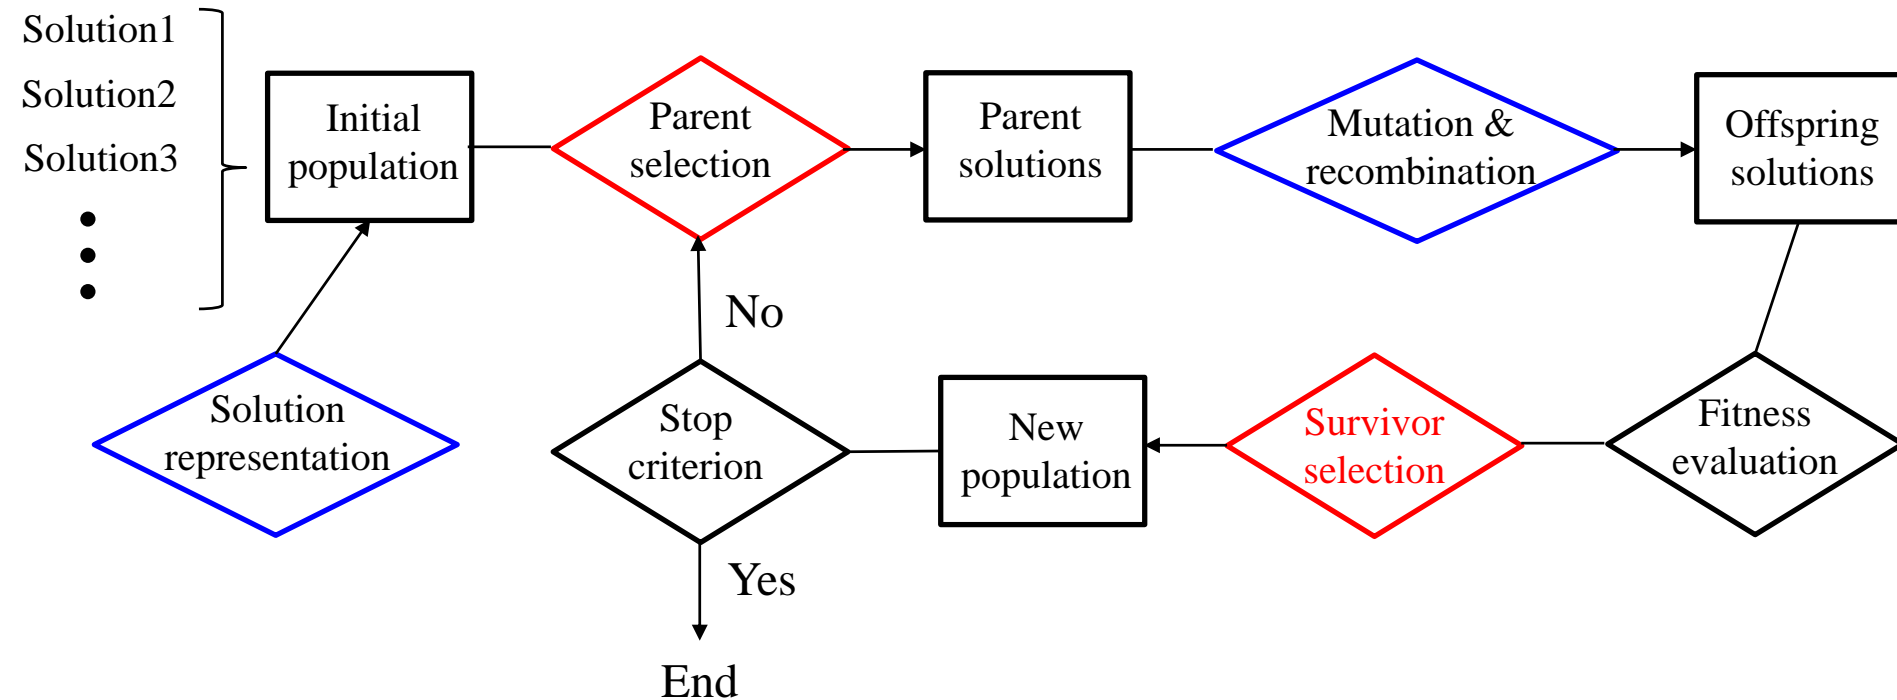 Solution1
Solution2
Solution3
Initial
population
Parent
selection
Parent
solutions
Mutation &
recombination
Offspring
solutions
No
Solution
representation
Stop
criterion
New
population
Survivor
selection
Fitness
evaluation
Yes
End